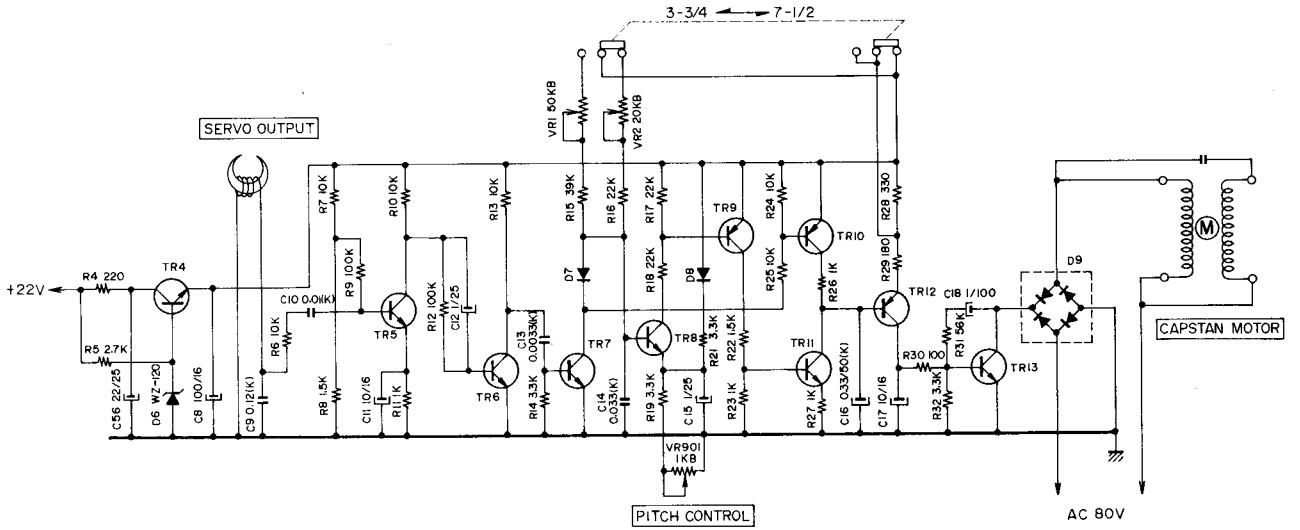 3-3/4 ◄──► 7-1/2
VR1 50KB
VR2 20KB
SERVO OUTPUT
R7 10K
R10 10K
R13 10K
R15 39K
R16 22K
R17 22K
TR9
R24 10K
R28 330
TR4
R4 220
+22V
R9 100K
D7
R18 22K
D8
R25 10K
TR10
R29 180
M
D9
C10 0.01(K)
R12 100K
C12 1/25
R26 1K
C18 1/100
R5 2.7K
R6 10K
TR5
C13 0.0033(K)
TR7
TR8
R21 3.3K
R22 1.5K
TR11
TR12
R31 56K
CAPSTAN MOTOR
R30 100
TR13
C56 22/25
D6 WZ-120
C8 100/16
C9 0.12(K)
R8 1.5K
C11 10/16
R11 1K
TR6
R14 3.3K
C14 0.033(K)
R19 3.3K
C15 1/25
R23 1K
R27 1K
C16 0.33/50(K)
C17 10/16
R32 3.3K
VR901
1KB
PITCH CONTROL
AC 80V